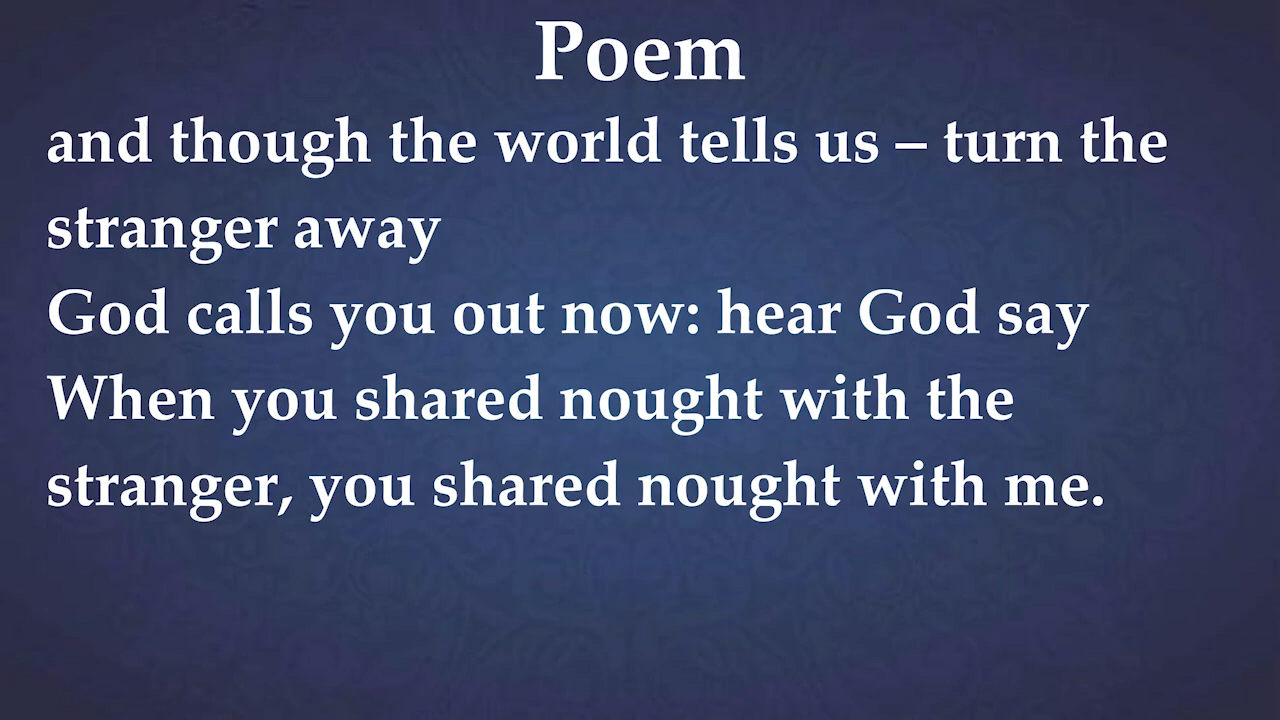 Poem
and though the world tells us – turn the
stranger away
God calls you out now: hear God say
When you shared nought with the
stranger, you shared nought with me.